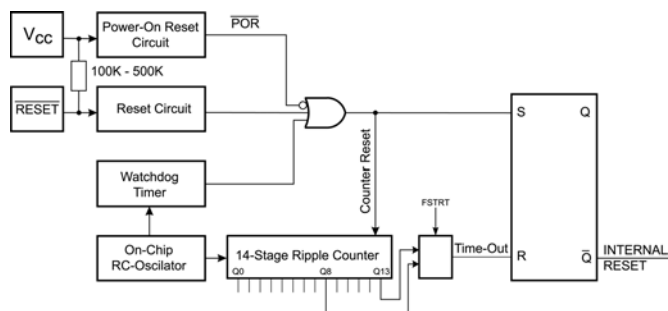 VCC
Power-On Reset
Circuit
POR
100K - 500K
RESET
Reset Circuit
Watchdog
Timer
On-Chip
RC-Oscilator
14-Stage Ripple Counter
Q0
Q8
Q13
Counter Reset
FSTRT
Time-Out
S
Q
R
Q
INTERNAL
RESET